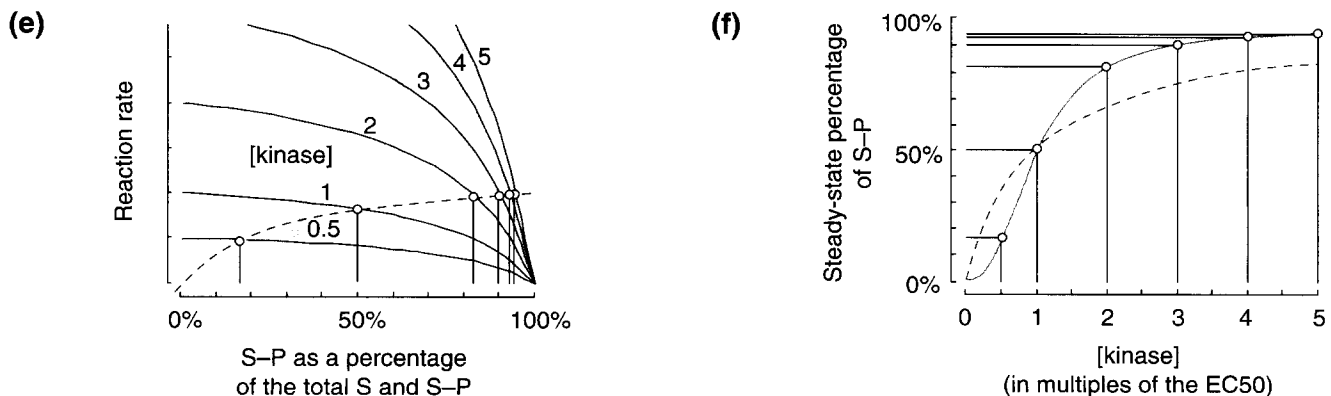 (e)
Reaction rate
[kinase]
0.5
1
2
3
4
5
0%
50%
100%
S–P as a percentage
of the total S and S–P
(f)
Steady-state percentage
of S–P
100%
50%
0%
0
1
2
3
4
5
[kinase]
(in multiples of the EC50)